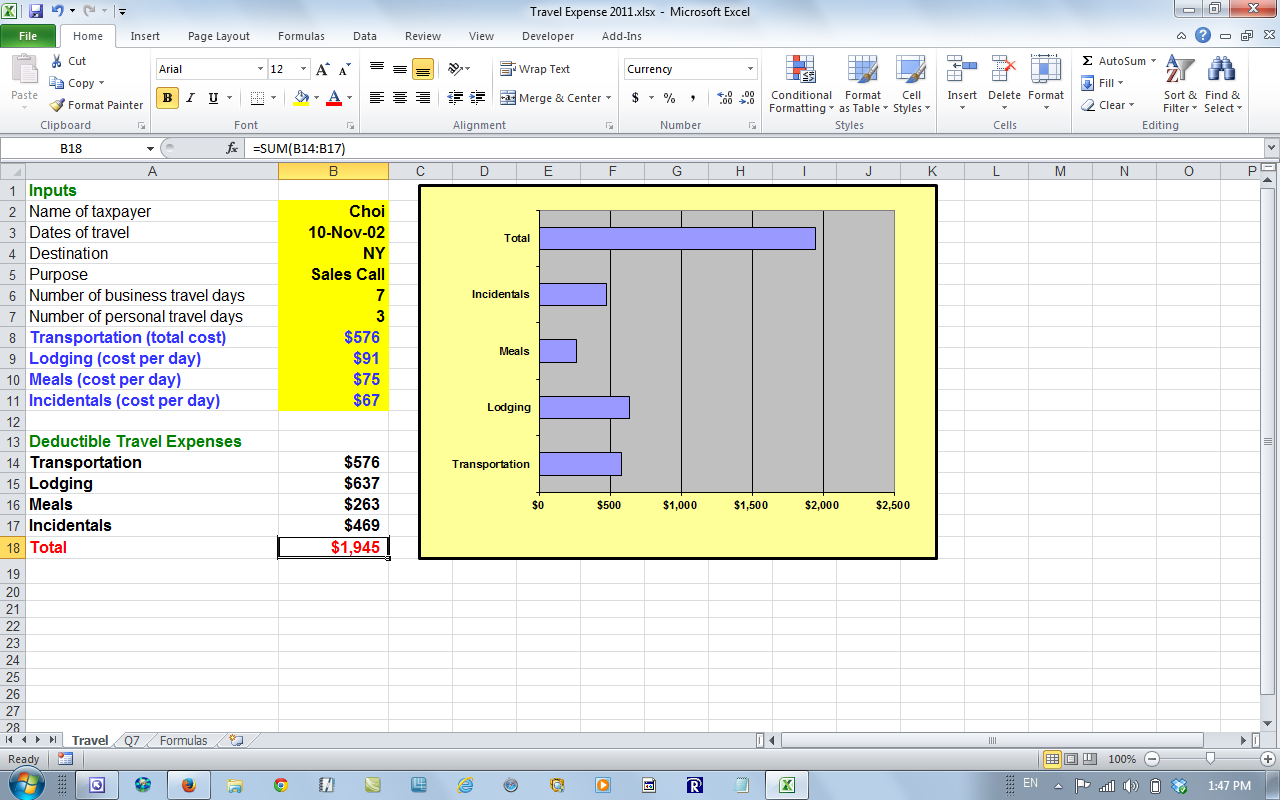 Travel Expense 2011.xlsx - Microsoft Excel
File Home Insert Page Layout Formulas Data Review View Developer Add-Ins
Paste Cut Copy Format Painter
Clipboard
Arial 12
B I U
Font
Wrap Text
Merge & Center
Alignment
Currency
$ % ,
Number
Conditional Formatting
Format as Table
Cell Styles
Styles
Insert Delete Format
Cells
AutoSum
Fill
Clear
Sort & Filter
Find & Select
Editing
B18 fx =SUM(B14:B17)
A B C D E F G H I J K L M N O P
1 Inputs
2 Name of taxpayer Choi
3 Dates of travel 10-Nov-02
4 Destination NY
5 Purpose Sales Call
6 Number of business travel days 7
7 Number of personal travel days 3
8 Transportation (total cost) $576
9 Lodging (cost per day) $91
10 Meals (cost per day) $75
11 Incidentals (cost per day) $67
12
13 Deductible Travel Expenses
14 Transportation $576
15 Lodging $637
16 Meals $263
17 Incidentals $469
18 Total $1,945
19
20
21
22
23
24
25
26
27
28
Total
Incidentals
Meals
Lodging
Transportation
$0 $500 $1,000 $1,500 $2,000 $2,500
Travel Q7 Formulas
Ready 100%
EN 1:47 PM